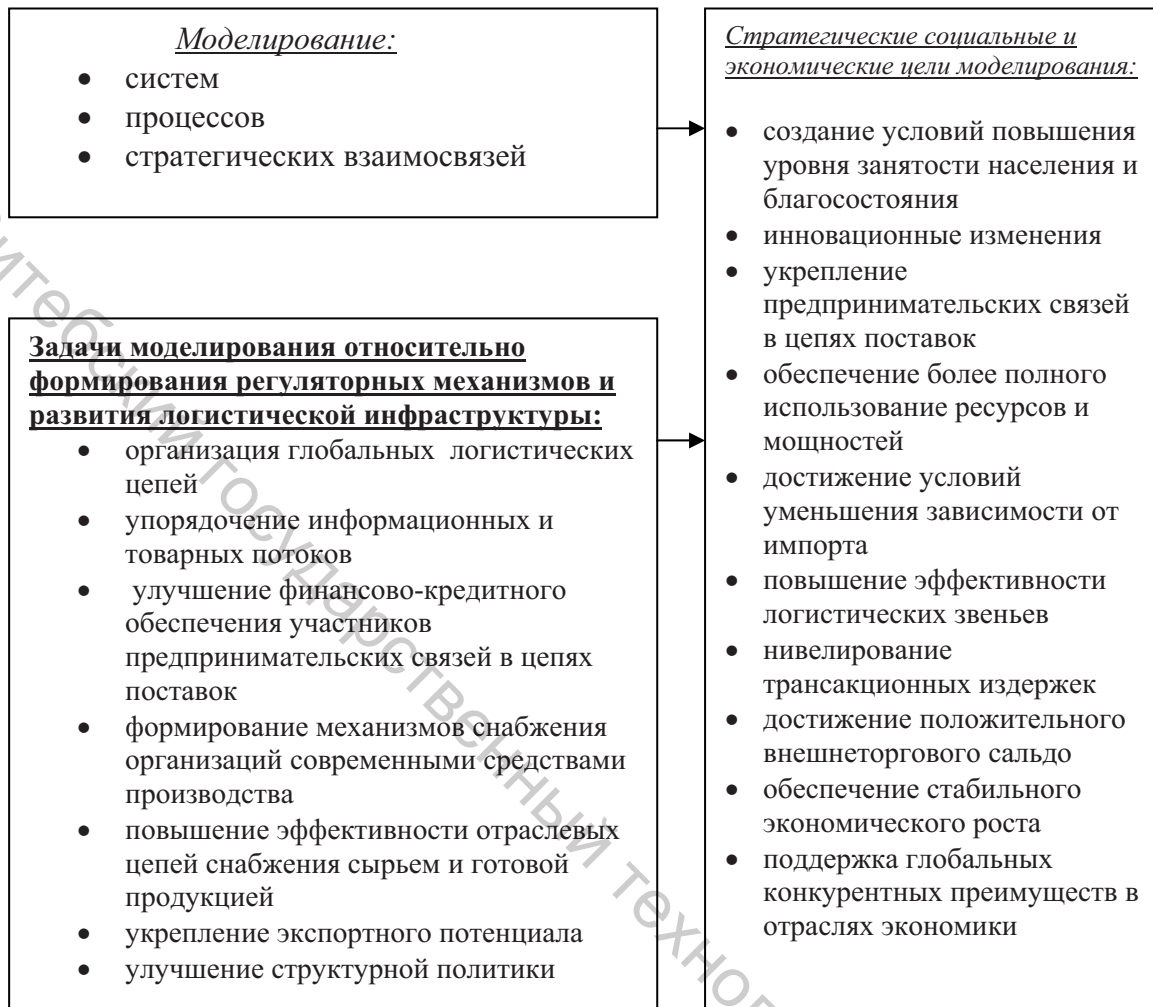 Моделирование:
• систем
• процессов
• стратегических взаимосвязей
Задачи моделирования относительно
формирования регуляторных механизмов и
развития логистической инфраструктуры:
• организация глобальных логистических
цепей
• упорядочение информационных и
товарных потоков
• улучшение финансово-кредитного
обеспечения участников
предпринимательских связей в цепях
поставок
• формирование механизмов снабжения
организаций современными средствами
производства
• повышение эффективности отраслевых
цепей снабжения сырьем и готовой
продукцией
• укрепление экспортного потенциала
• улучшение структурной политики
Стратегические социальные и
экономические цели моделирования:
• создание условий повышения
уровня занятости населения и
благосостояния
• инновационные изменения
• укрепление
предпринимательских связей
в цепях поставок
• обеспечение более полного
использование ресурсов и
мощностей
• достижение условий
уменьшения зависимости от
импорта
• повышение эффективности
логистических звеньев
• нивелирование
трансакционных издержек
• достижение положительного
внешнеторгового сальдо
• обеспечение стабильного
экономического роста
• поддержка глобальных
конкурентных преимуществ в
отраслях экономики
итебский государственный техно